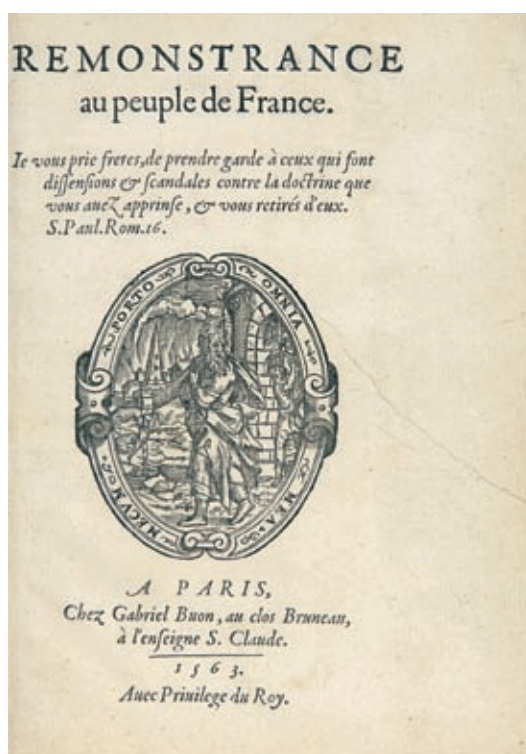 REMONSTRANCE
au peuple de France.
Ie vous prie freres, de prendre garde à ceux qui font
dissensions & scandales contre la doctrine que
vous auez apprinse, & vous retirés d'eux.
S. Paul. Rom. 16.
OMNIA
MEA
MECVM
PORTO
A PARIS,
Chez Gabriel Buon, au clos Bruneau,
à l'enseigne S. Claude.
1563.
Auec Priuilege du Roy.